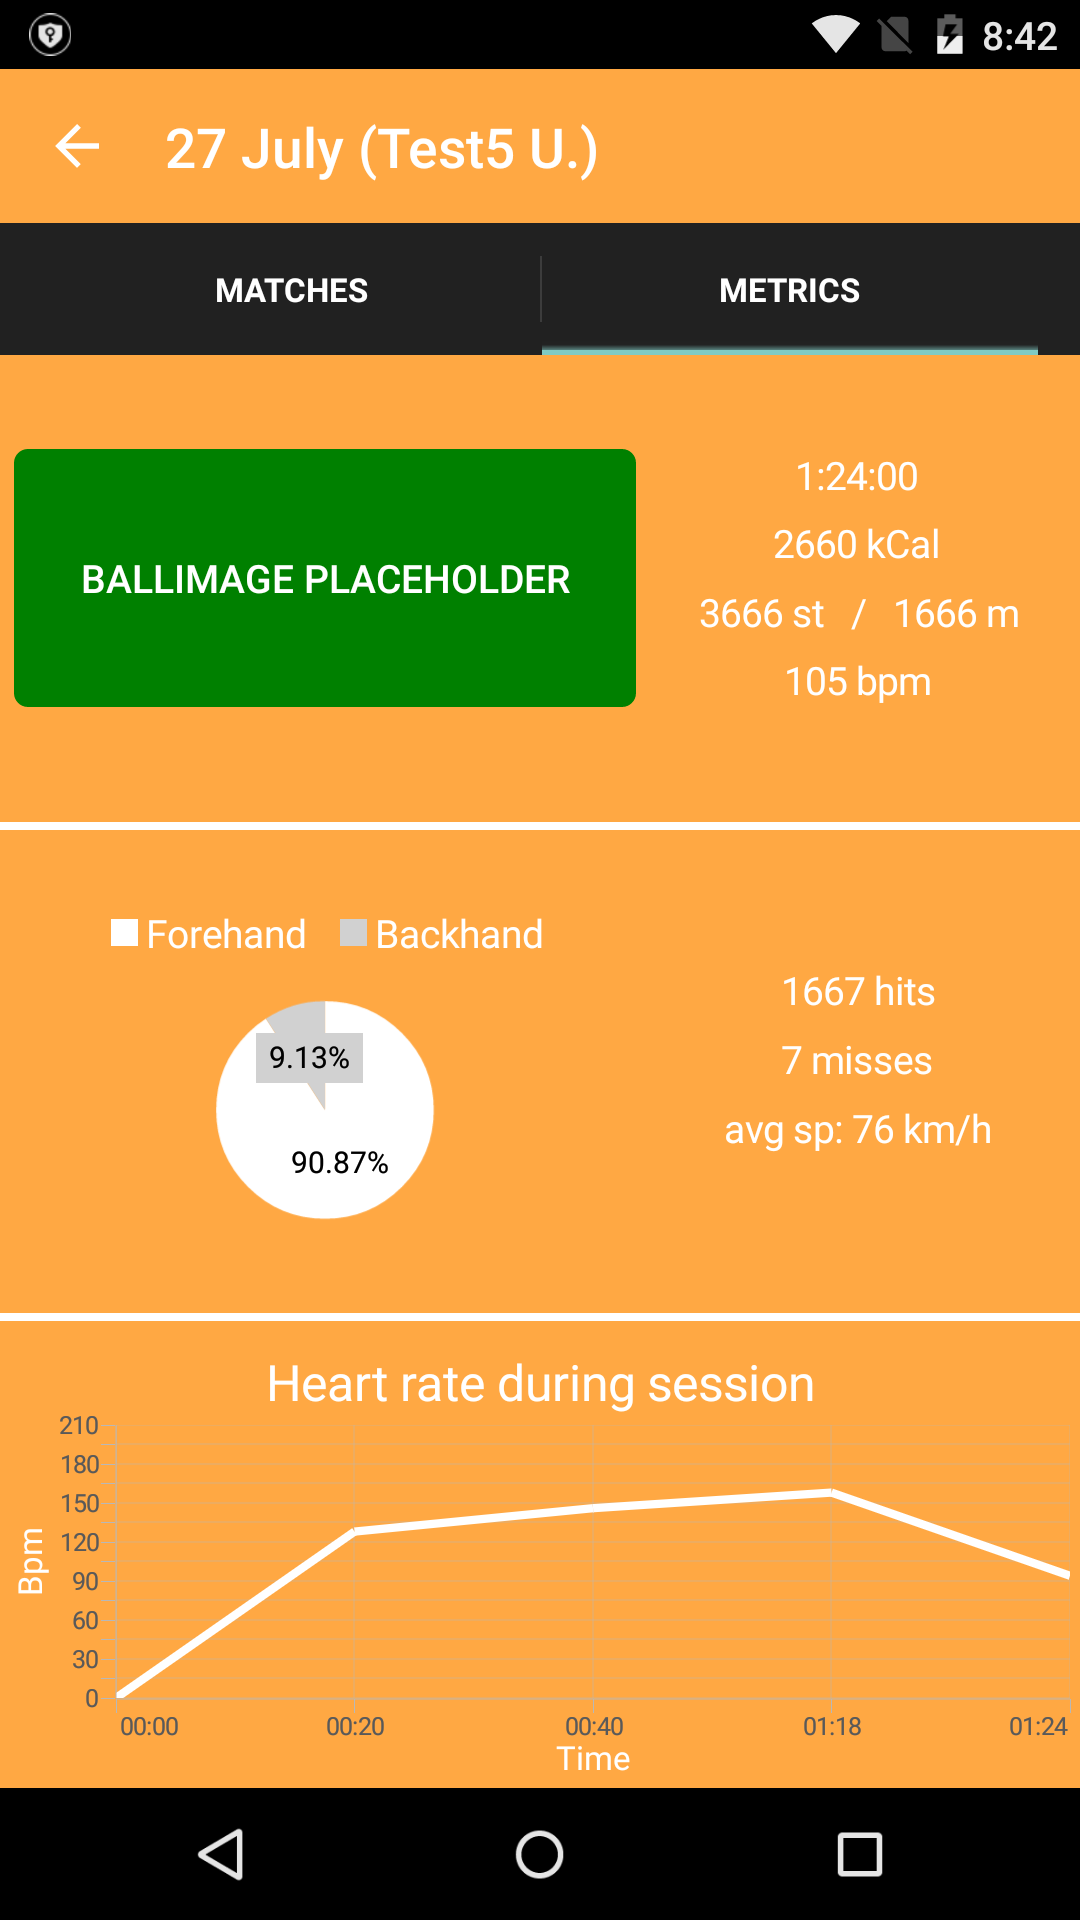 8:42
27 July (Test5 U.)
MATCHES
METRICS
BALLIMAGE PLACEHOLDER
1:24:00
2660 kCal
3666 st / 1666 m
105 bpm
Forehand
Backhand
9.13%
90.87%
1667 hits
7 misses
avg sp: 76 km/h
Heart rate during session
210
180
150
120
90
60
30
0
Bpm
00:00
00:20
00:40
01:18
01:24
Time